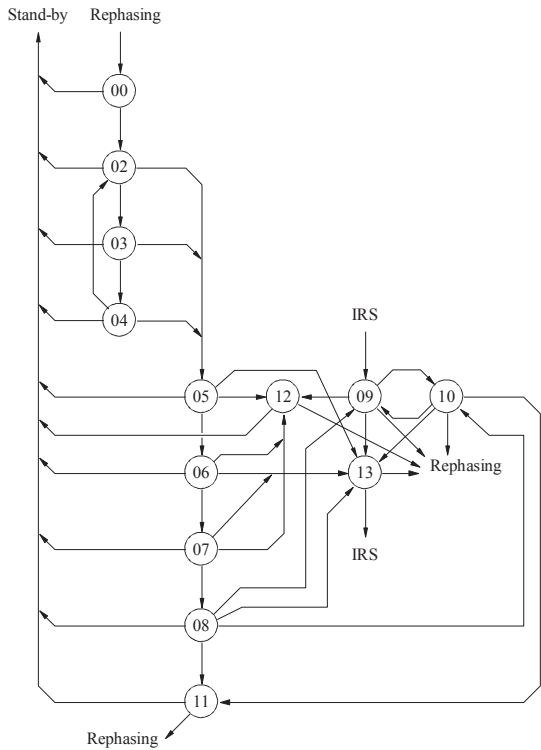 Stand-by Rephasing
00
02
03
04
IRS
05 12 09 10
06 13 Rephasing
07 IRS
08
11
Rephasing